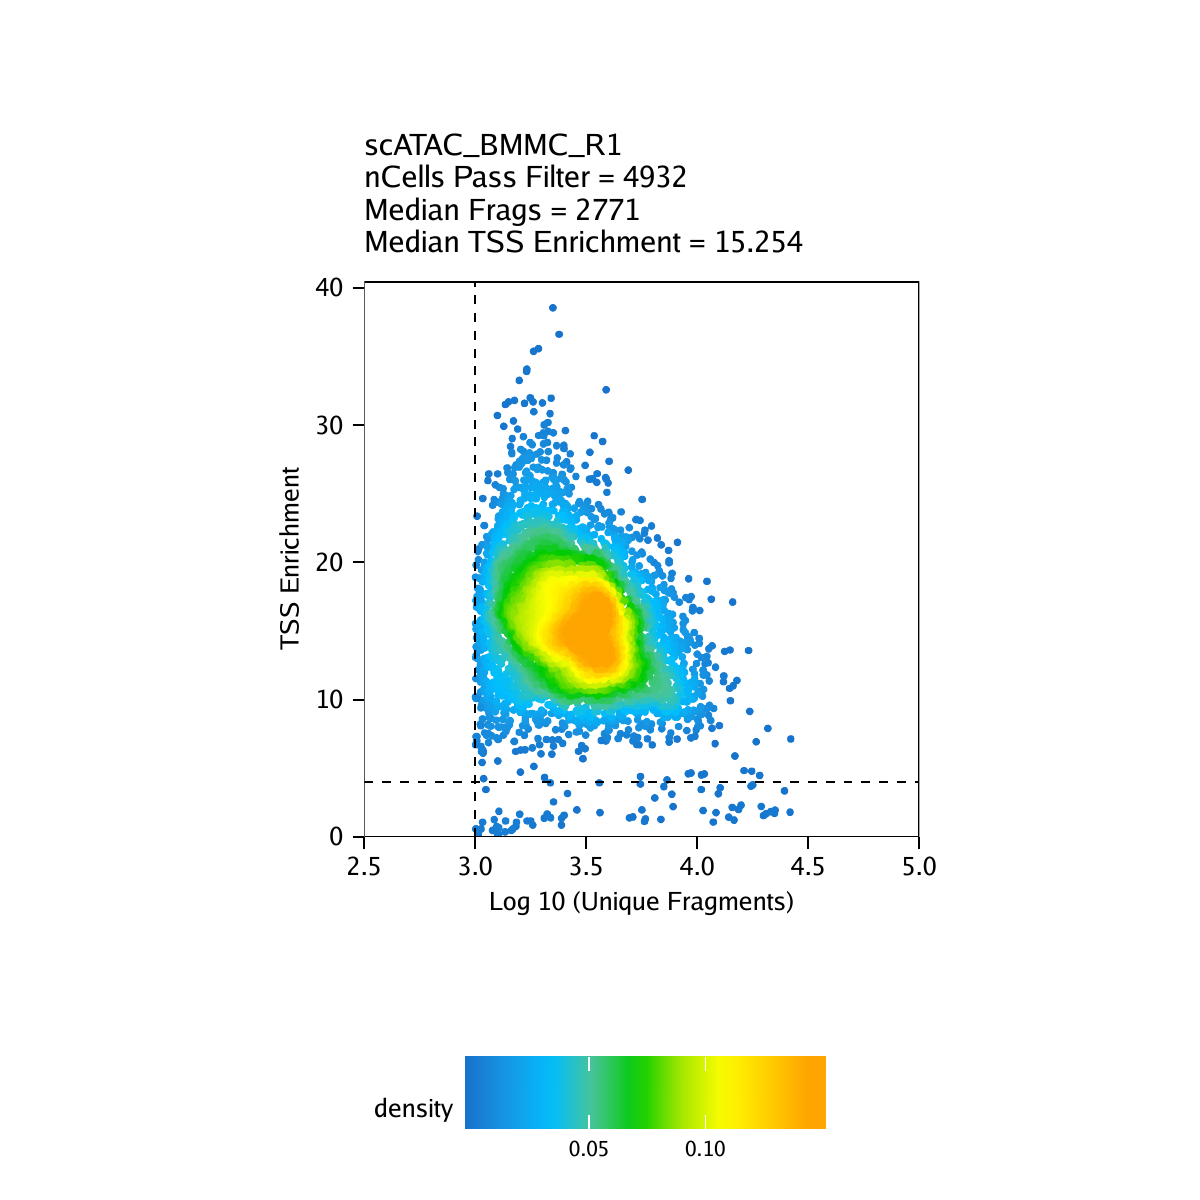 scATAC_BMMC_R1
nCells Pass Filter = 4932
Median Frags = 2771
Median TSS Enrichment = 15.254
40
30
20
10
0
TSS Enrichment
2.5 3.0 3.5 4.0 4.5 5.0
Log 10 (Unique Fragments)
density
0.05 0.10